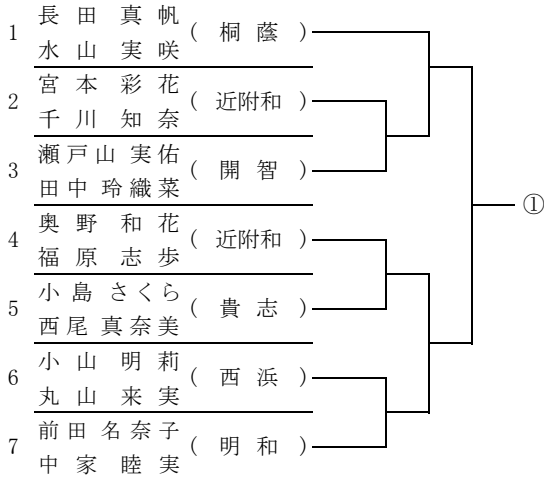 長田 真帆
1 (桐蔭)
水山 実咲
宮本 彩花
2 (近附和)
千川 知奈
瀬戸山 実佑
3 (開智)
田中 玲織菜
奥野 和花
4 (近附和)
福原 志歩
①
小島 さくら
5 (貴志)
西尾 真奈美
小山 明莉
6 (西浜)
丸山 来実
前田 名奈子
7 (明和)
中家 睦実